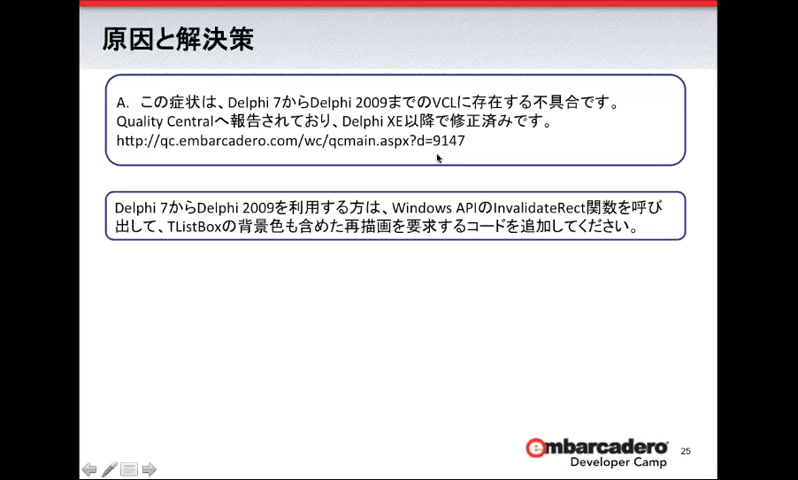 原因と解決策
A. この症状は、Delphi 7からDelphi 2009までのVCLに存在する不具合です。
Quality Centralへ報告されており、Delphi XE以降で修正済みです。
http://qc.embarcadero.com/wc/qcmain.aspx?d=9147
Delphi 7からDelphi 2009を利用する方は、Windows APIのInvalidateRect関数を呼び
出して、TListBoxの背景色も含めた再描画を要求するコードを追加してください。
embarcadero
Developer Camp
25